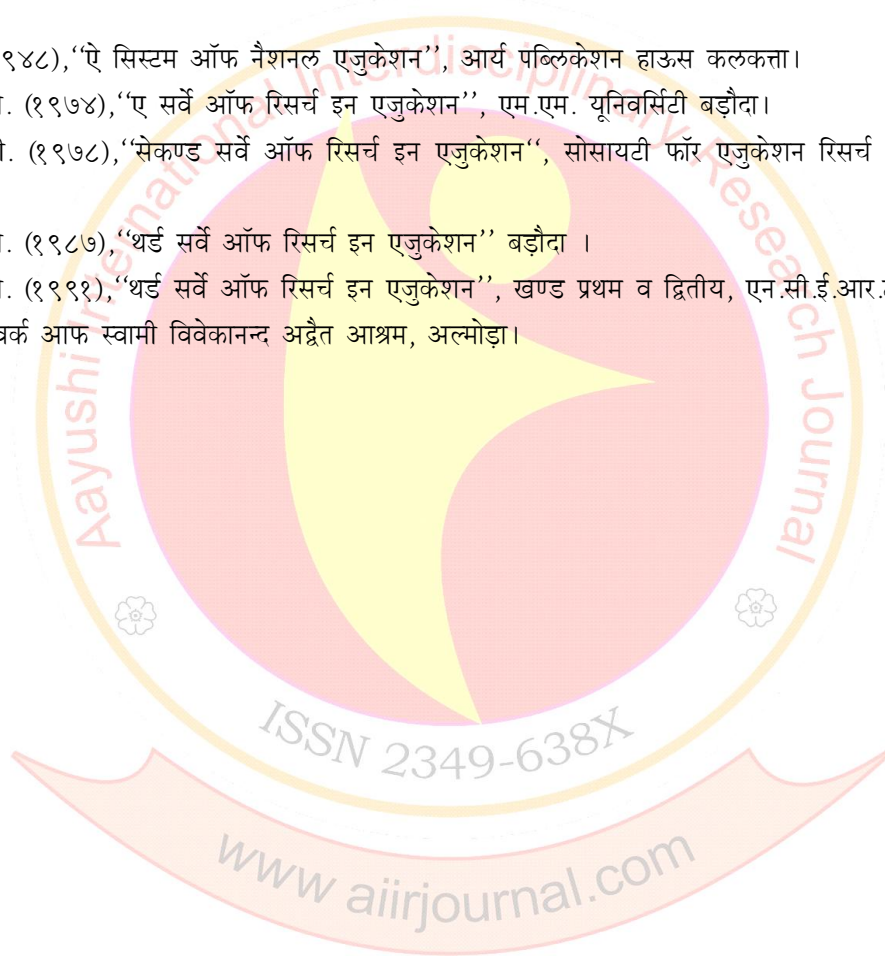 ९४८),‘‘ऐ सिस्टम ऑफ नैशनल एजुकेशन’’, आर्य पब्लिकेशन हाऊस कलकत्ता।
. (१९७४),‘‘ए सर्वे ऑफ रिसर्च इन एजुकेशन’’, एम.एम. यूनिवर्सिटी बड़ौदा।
ी. (१९७८),‘‘सेकण्ड सर्वे ऑफ रिसर्च इन एजुकेशन‘‘, सोसायटी फॉर एजुकेशन रिसर्च
. (१९८७),‘‘थर्ड सर्वे ऑफ रिसर्च इन एजुकेशन’’ बड़ौदा ।
. (१९९१),‘‘थर्ड सर्वे ऑफ रिसर्च इन एजुकेशन’’, खण्ड प्रथम व द्वितीय, एन.सी.ई.आर.
वर्क आफ स्वामी विवेकानन्द अद्वैत आश्रम, अल्मोड़ा।
Aayushi International Interdisciplinary Research Journal
ISSN 2349-638X
www aiirjournal.com